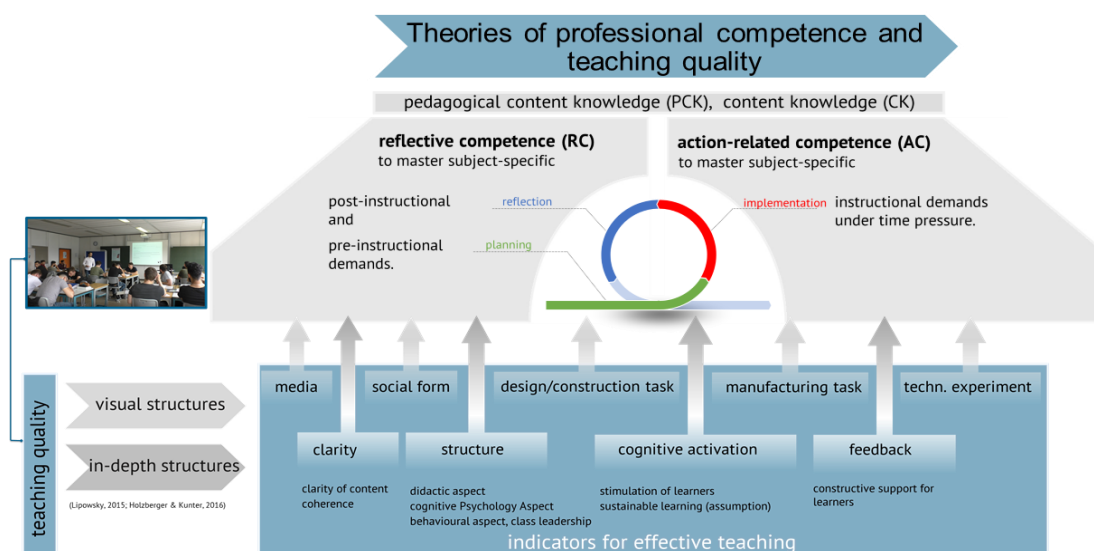 Theories of professional competence and
teaching quality
pedagogical content knowledge (PCK), content knowledge (CK)
reflective competence (RC)
to master subject-specific
post-instructional
and
pre-instructional
demands.
reflection
planning
action-related competence (AC)
to master subject-specific
implementation
instructional demands
under time pressure.
teaching quality
visual structures
in-depth structures
(Lipowsky, 2015; Holzberger & Kunter, 2016)
media
social form
design/construction task
manufacturing task
techn. experiment
clarity
structure
cognitive activation
feedback
clarity of content
coherence
didactic aspect
cognitive Psychology Aspect
behavioural aspect, class leadership
stimulation of learners
sustainable learning (assumption)
constructive support for
learners
indicators for effective teaching